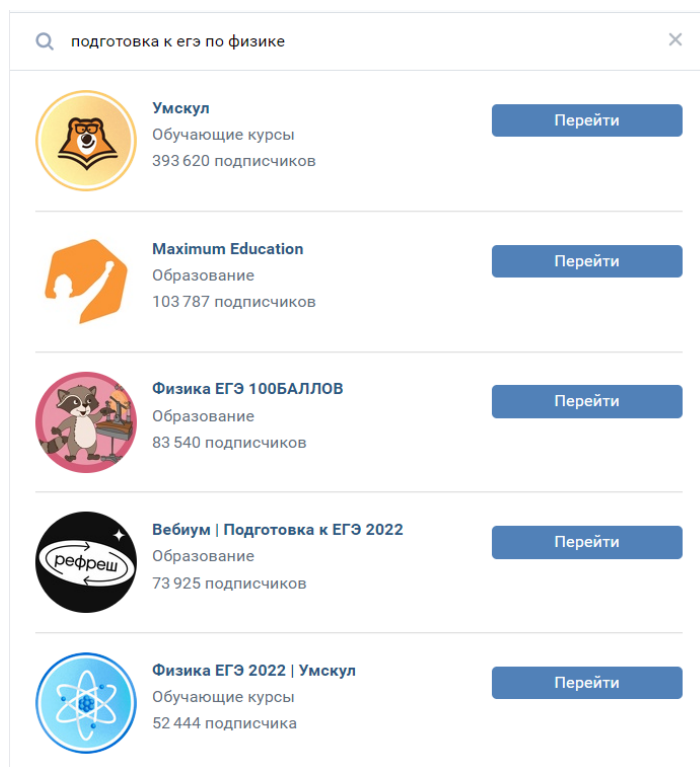 подготовка к егэ по физике
Умскул
Обучающие курсы
393 620 подписчиков
Перейти
Maximum Education
Образование
103 787 подписчиков
Перейти
Физика ЕГЭ 100БАЛЛОВ
Образование
83 540 подписчиков
Перейти
рефреш
Вебиум | Подготовка к ЕГЭ 2022
Образование
73 925 подписчиков
Перейти
Физика ЕГЭ 2022 | Умскул
Обучающие курсы
52 444 подписчика
Перейти